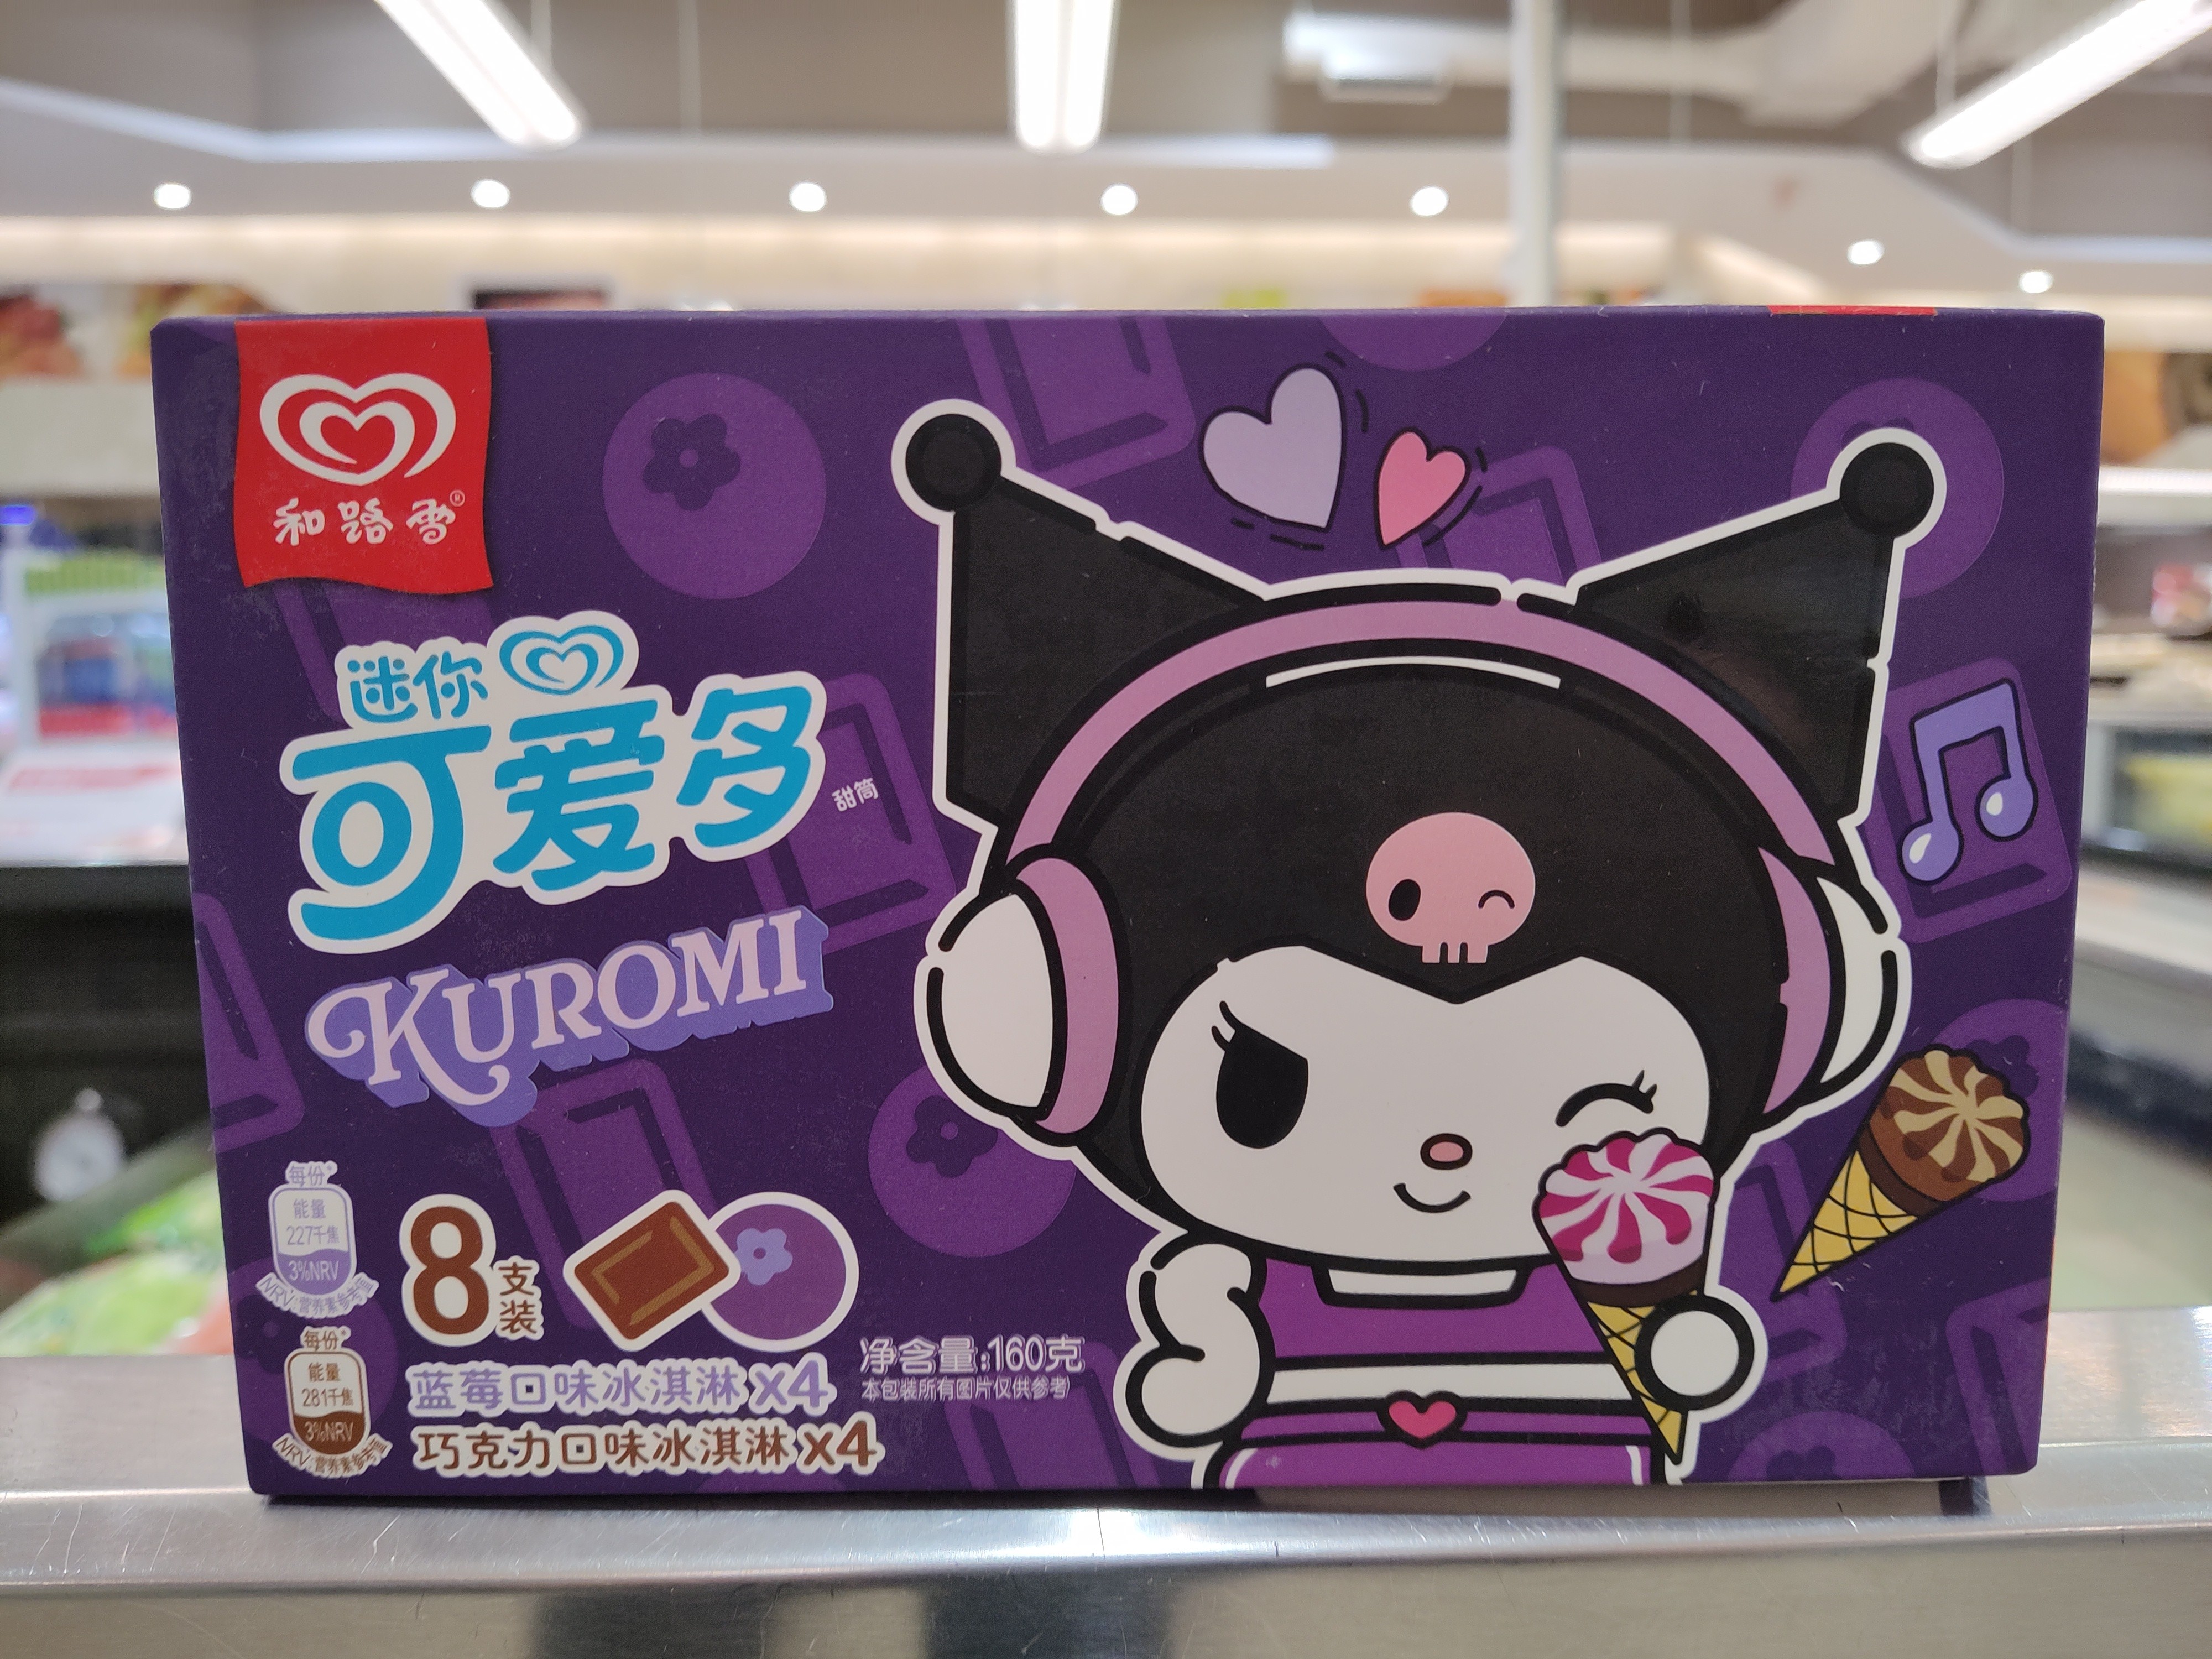 和路雪®
迷你
可爱多
甜筒
KUROMI
每份*
能量
227千焦
3%NRV
NRV:营养素参考值
每份*
能量
281千焦
3%NRV
NRV:营养素参考值
8支装
蓝莓口味冰淇淋 x4
巧克力口味冰淇淋 x4
净含量:160克
本包装所有图片仅供参考